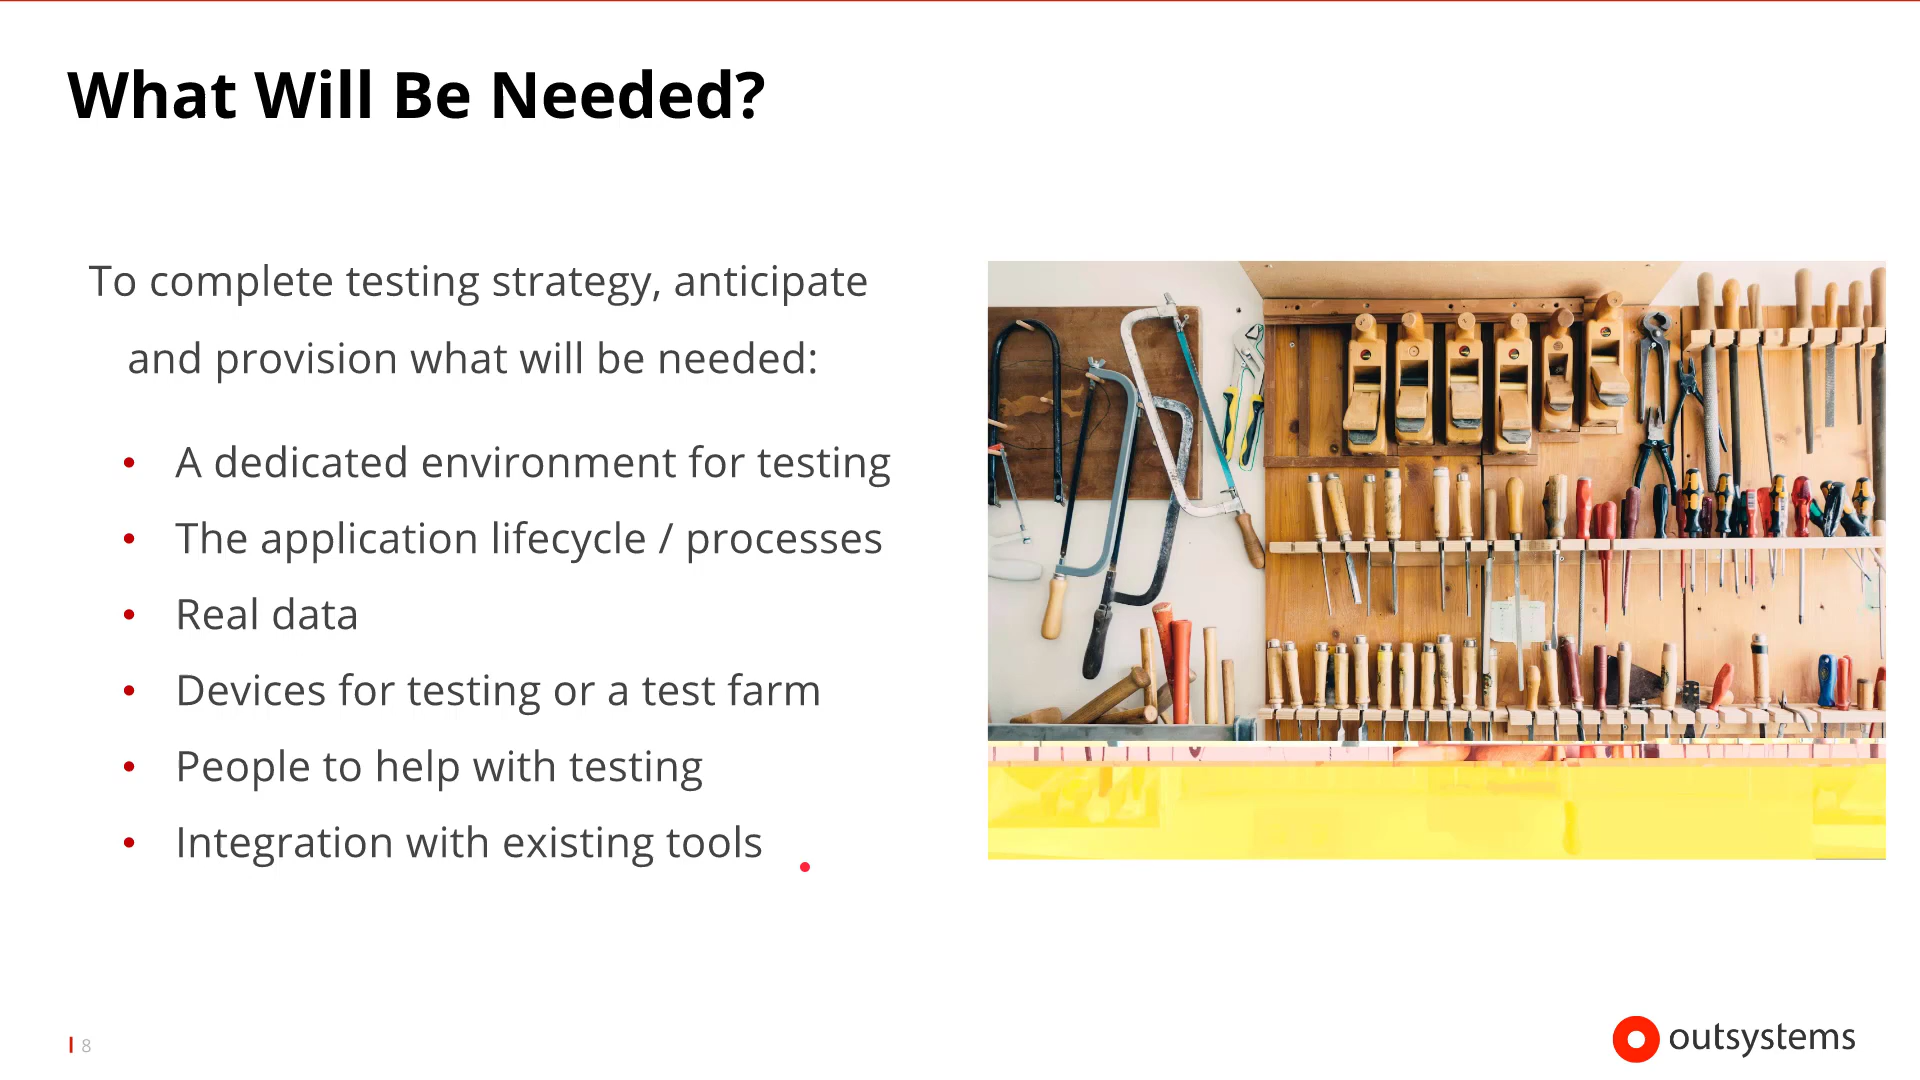 What Will Be Needed?
To complete testing strategy, anticipate
and provision what will be needed:
• A dedicated environment for testing
• The application lifecycle / processes
• Real data
• Devices for testing or a test farm
• People to help with testing
• Integration with existing tools
8
outsystems